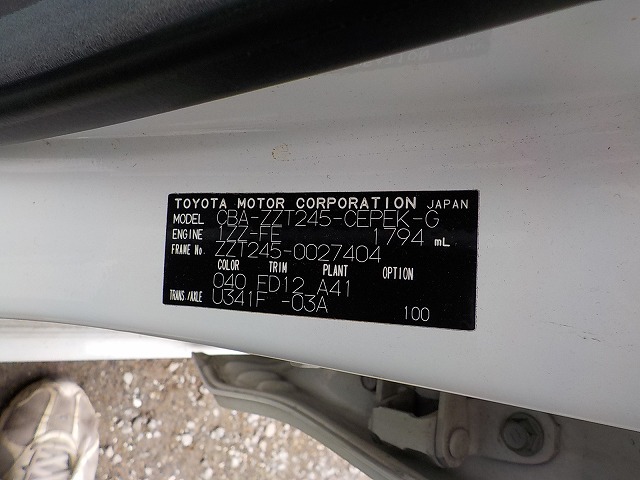 TOYOTA MOTOR CORPORATION JAPAN
MODEL CBA-ZZT245-CEPEK-G
ENGINE 1ZZ-FE 1794 mL
FRAME No. ZZT245-0027404
COLOR TRIM PLANT OPTION
040 FD12 A41
TRANS./AXLE U341F -03A
100